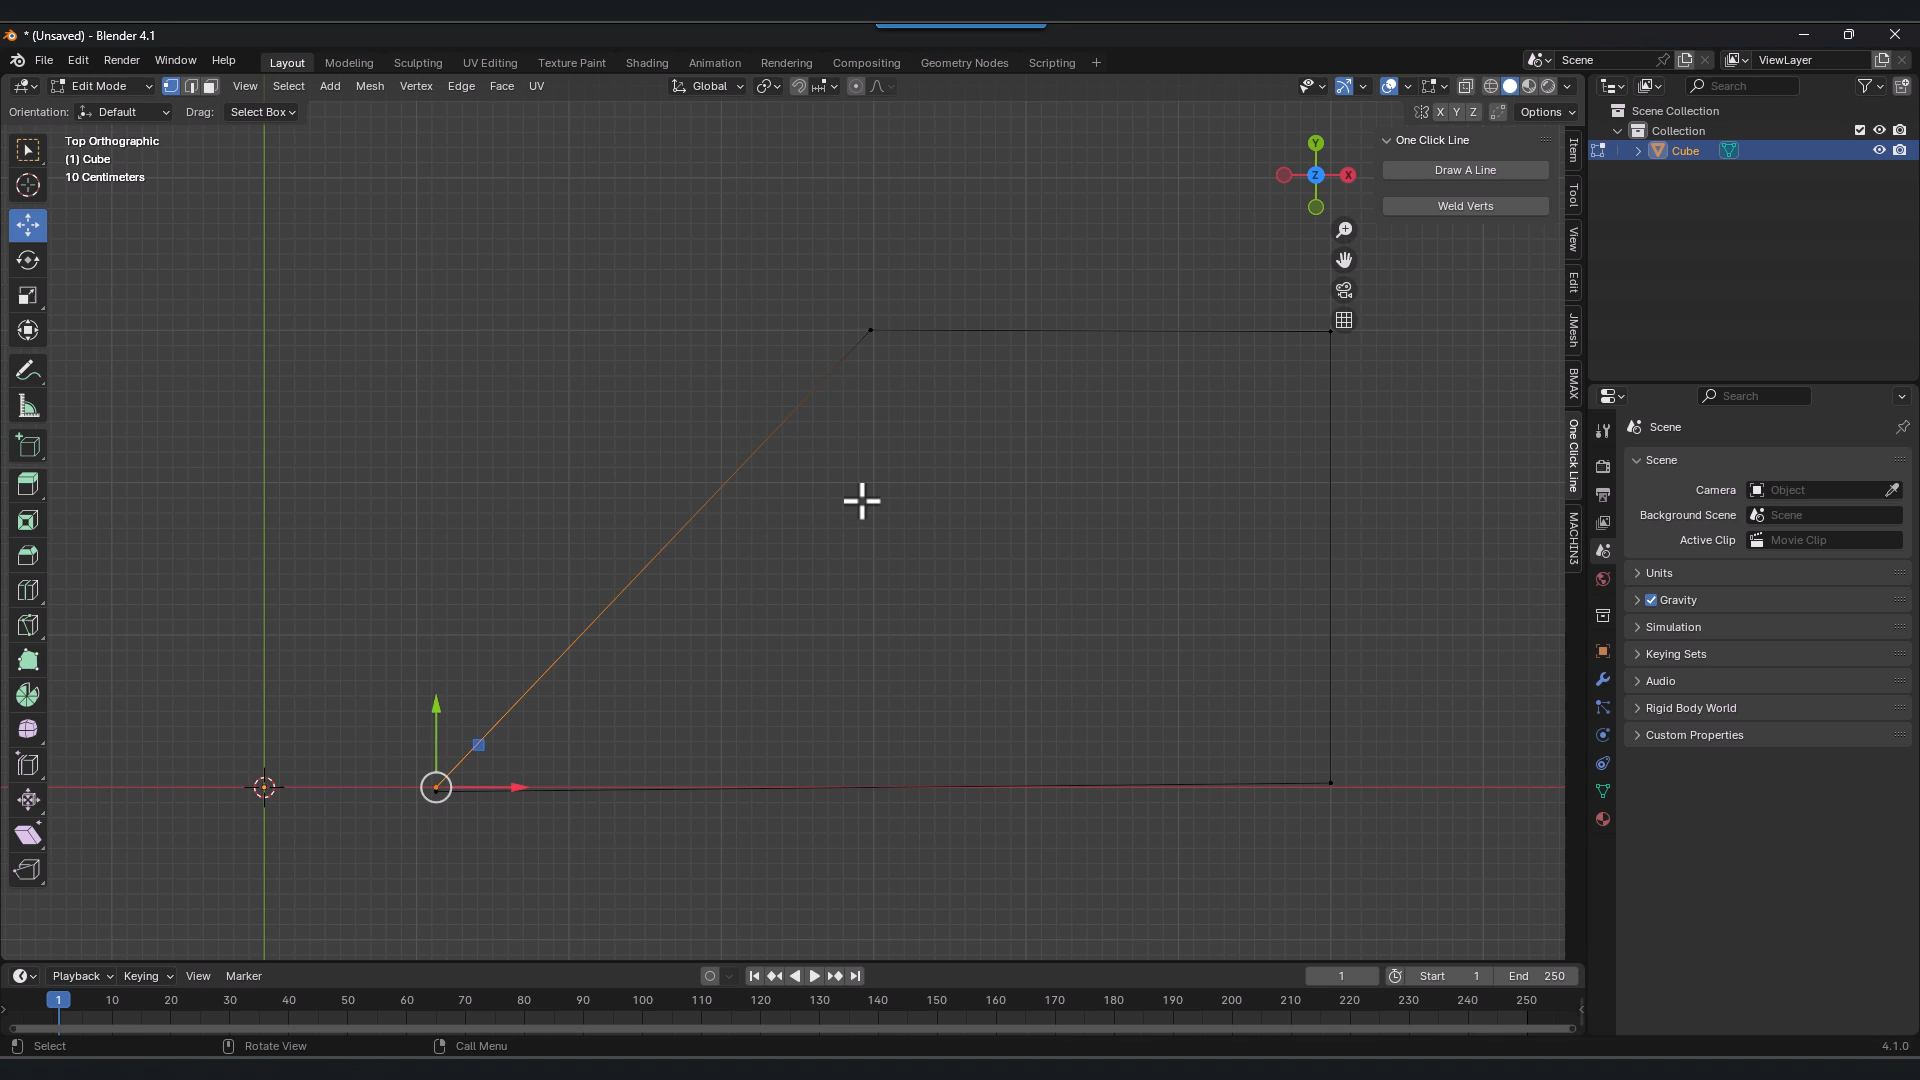 * (Unsaved) - Blender 4.1
File Edit Render Window Help Layout Modeling Sculpting UV Editing Texture Paint Shading Animation Rendering Compositing Geometry Nodes Scripting + Scene ViewLayer
Edit Mode View Select Add Mesh Vertex Edge Face UV Global Search
Orientation: Default Drag: Select Box X Y Z Options
Scene Collection
Collection
Cube
Top Orthographic
(1) Cube
10 Centimeters
Y
X
Z
One Click Line
Draw A Line
Weld Verts
Item
Tool
View
Edit
JMesh
BMAX
One Click Line
MACHIN3
Search
Scene
Scene
Camera Object
Background Scene Scene
Active Clip Movie Clip
Units
Gravity
Simulation
Keying Sets
Audio
Rigid Body World
Custom Properties
Playback Keying View Marker 1 Start 1 End 250
1 10 20 30 40 50 60 70 80 90 100 110 120 130 140 150 160 170 180 190 200 210 220 230 240 250
Select Rotate View Call Menu 4.1.0